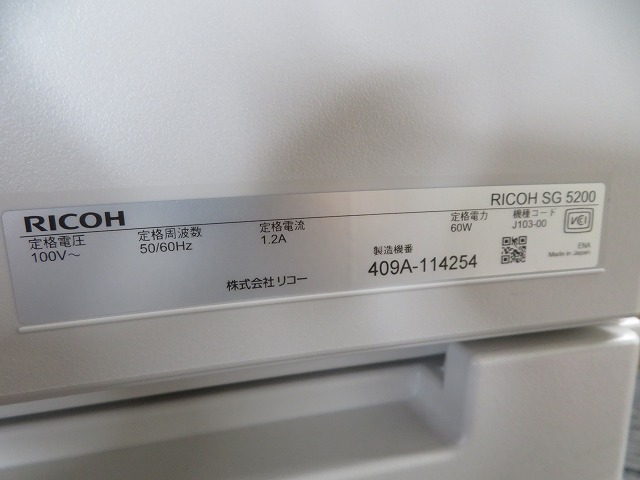 RICOH
RICOH SG 5200
定格電圧
100V～
定格周波数
50/60Hz
定格電流
1.2A
定格電力
60W
機種コード
J103-00
製造機番
409A-114254
株式会社リコー
ENA
Made in Japan